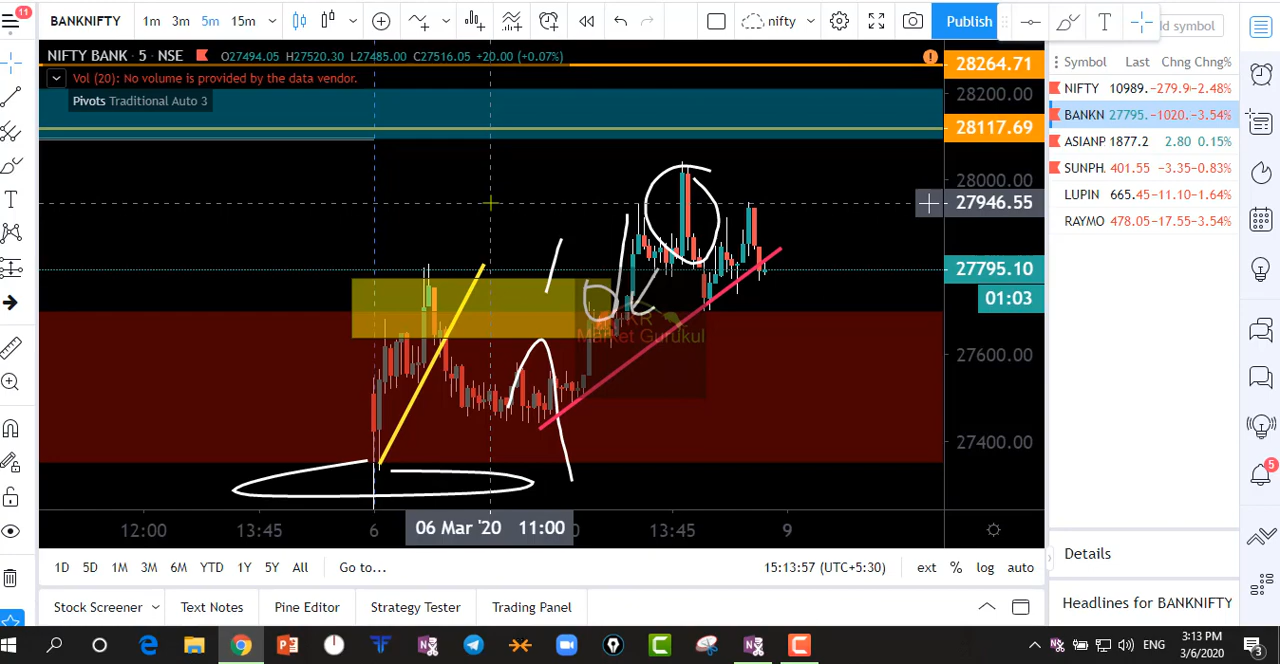 11
BANKNIFTY 1m 3m 5m 15m nifty Publish dd symbol
NIFTY BANK · 5 · NSE O27494.05 H27520.30 L27485.00 C27516.05 +20.00 (+0.07%)
Vol (20): No volume is provided by the data vendor.
Pivots Traditional Auto 3
28264.71
28200.00
28117.69
28000.00
27946.55
27795.10
01:03
27600.00
27400.00
Market Gurukul
12:00 13:45 6 06 Mar '20 11:00 13:45 9
Symbol Last Chng Chng%
NIFTY 10989. -279.9 -2.48%
BANKN 27795. -1020. -3.54%
ASIANP 1877.2 2.80 0.15%
SUNPH 401.55 -3.35 -0.83%
LUPIN 665.45 -11.10 -1.64%
RAYMO 478.05 -17.55 -3.54%
5
1D 5D 1M 3M 6M YTD 1Y 5Y All Go to... 15:13:57 (UTC+5:30) ext % log auto
Details
Stock Screener Text Notes Pine Editor Strategy Tester Trading Panel
Headlines for BANKNIFTY
ENG 3:13 PM
3/6/2020
3